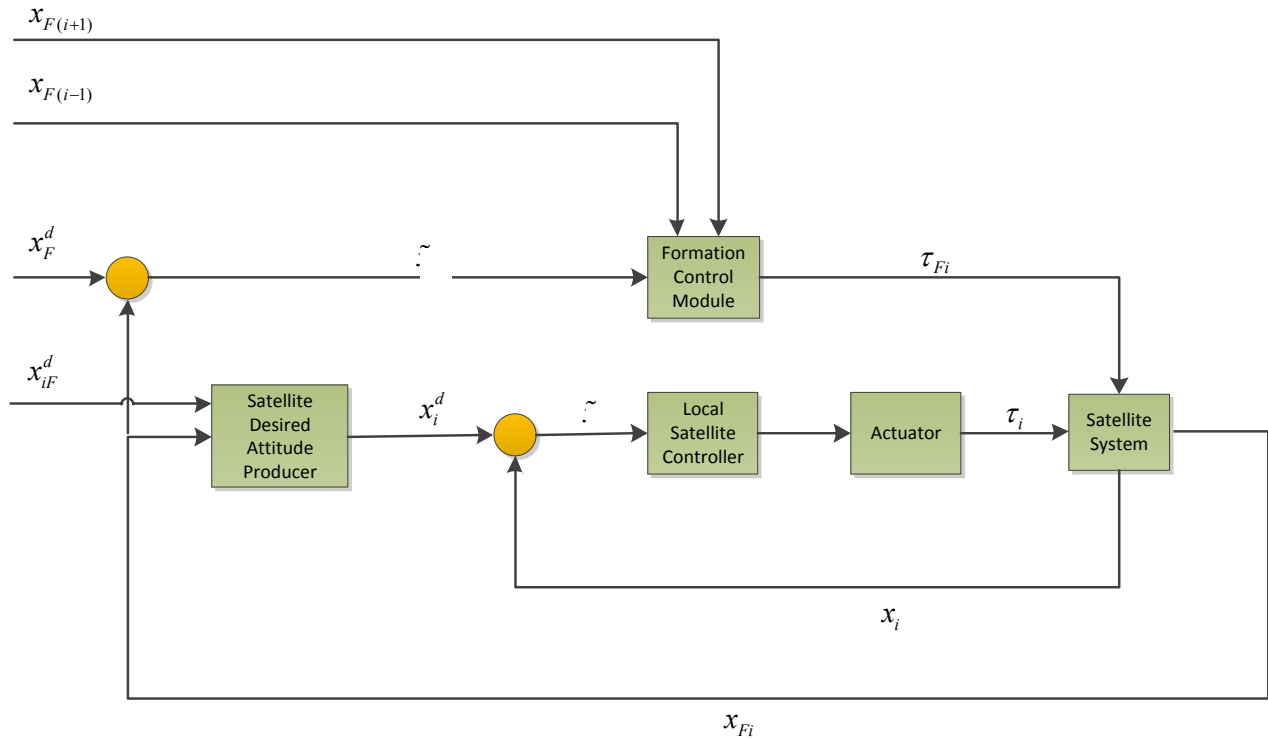 x_{F(i+1)}
x_{F(i-1)}
x_F^d
Formation
Control
Module
τ_{Fi}
x_{iF}^d
Satellite
Desired
Attitude
Producer
x_i^d
Local
Satellite
Controller
Actuator
τ_i
Satellite
System
x_i
x_{Fi}